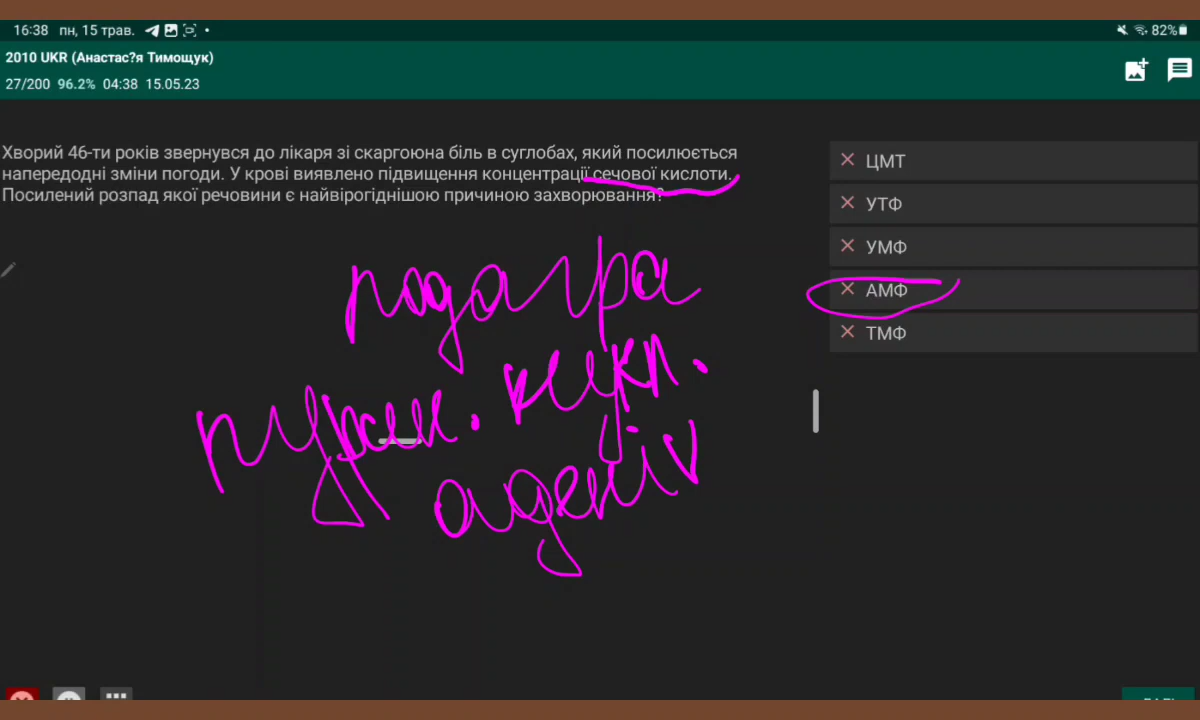 16:38 пн, 15 трав. 82%
2010 UKR (Анастас?я Тимощук)
27/200 96.2% 04:38 15.05.23
Хворий 46-ти років звернувся до лікаря зі скаргоюна біль в суглобах, який посилюється
напередодні зміни погоди. У крові виявлено підвищення концентрації сечової кислоти.
Посилений розпад якої речовини є найвірогіднішою причиною захворювання?
ЦМТ
УТФ
УМФ
АМФ
ТМФ
подагра
пурин. нукл.
аденін